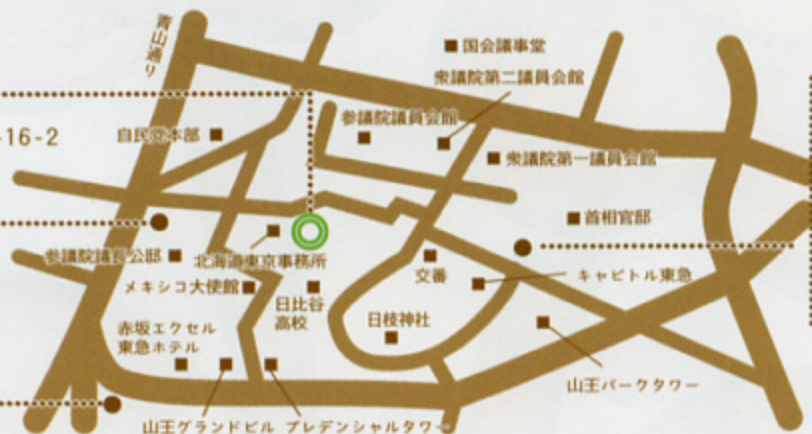 青山通り
国会議事堂
衆議院第二議員会館
参議院議員会館
-16-2
自民党本部
衆議院第一議員会館
首相官邸
参議院議長公邸
北海道東京事務所
交番
キャピトル東急
メキシコ大使館
日比谷
高校
日枝神社
赤坂エクセル
東急ホテル
山王パークタワー
山王グランドビル
プレデンシャルタワー